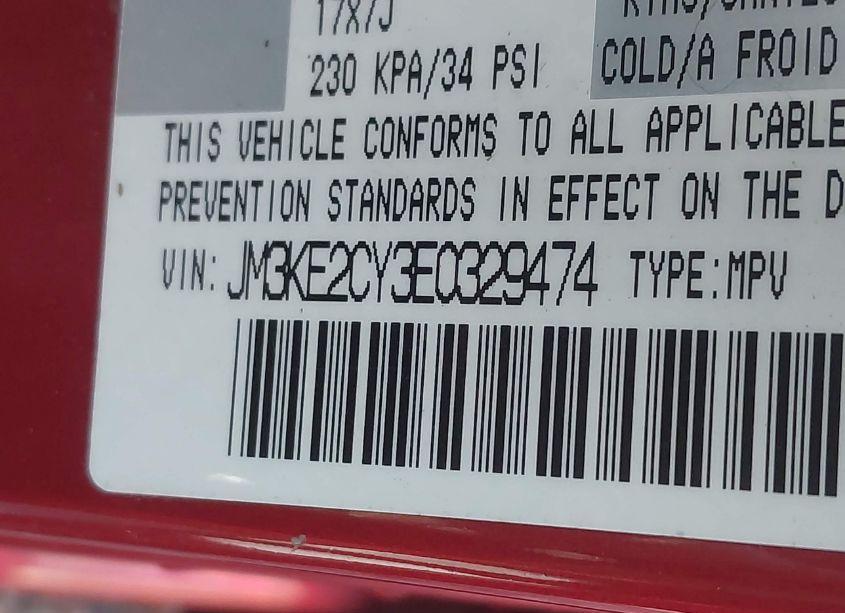 17X7J
230 KPA/34 PSI COLD/A FROID
THIS VEHICLE CONFORMS TO ALL APPLICABLE
PREVENTION STANDARDS IN EFFECT ON THE D
VIN: JM3KE2CY3E0329474 TYPE:MPV